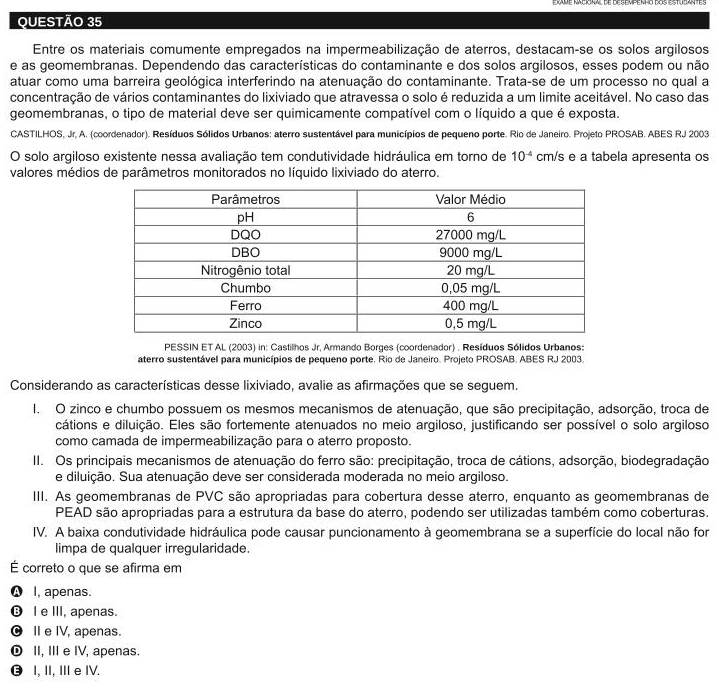 EXAME NACIONAL DE DESEMPENHO DOS ESTUDANTES
QUESTÃO 35
Entre os materiais comumente empregados na impermeabilização de aterros, destacam-se os solos argilosos
e as geomembranas. Dependendo das características do contaminante e dos solos argilosos, esses podem ou não
atuar como uma barreira geológica interferindo na atenuação do contaminante. Trata-se de um processo no qual a
concentração de vários contaminantes do lixiviado que atravessa o solo é reduzida a um limite aceitável. No caso das
geomembranas, o tipo de material deve ser quimicamente compatível com o líquido a que é exposta.
CASTILHOS, Jr, A. (coordenador). Resíduos Sólidos Urbanos: aterro sustentável para municípios de pequeno porte. Rio de Janeiro. Projeto PROSAB. ABES RJ 2003
O solo argiloso existente nessa avaliação tem condutividade hidráulica em torno de 10⁻⁴ cm/s e a tabela apresenta os
valores médios de parâmetros monitorados no líquido lixiviado do aterro.
Parâmetros Valor Médio
pH 6
DQO 27000 mg/L
DBO 9000 mg/L
Nitrogênio total 20 mg/L
Chumbo 0,05 mg/L
Ferro 400 mg/L
Zinco 0,5 mg/L
PESSIN ET AL (2003) in: Castilhos Jr, Armando Borges (coordenador) . Resíduos Sólidos Urbanos:
aterro sustentável para municípios de pequeno porte. Rio de Janeiro. Projeto PROSAB. ABES RJ 2003.
Considerando as características desse lixiviado, avalie as afirmações que se seguem.
I. O zinco e chumbo possuem os mesmos mecanismos de atenuação, que são precipitação, adsorção, troca de
cátions e diluição. Eles são fortemente atenuados no meio argiloso, justificando ser possível o solo argiloso
como camada de impermeabilização para o aterro proposto.
II. Os principais mecanismos de atenuação do ferro são: precipitação, troca de cátions, adsorção, biodegradação
e diluição. Sua atenuação deve ser considerada moderada no meio argiloso.
III. As geomembranas de PVC são apropriadas para cobertura desse aterro, enquanto as geomembranas de
PEAD são apropriadas para a estrutura da base do aterro, podendo ser utilizadas também como coberturas.
IV. A baixa condutividade hidráulica pode causar puncionamento à geomembrana se a superfície do local não for
limpa de qualquer irregularidade.
É correto o que se afirma em
A I, apenas.
B I e III, apenas.
C II e IV, apenas.
D II, III e IV, apenas.
E I, II, III e IV.